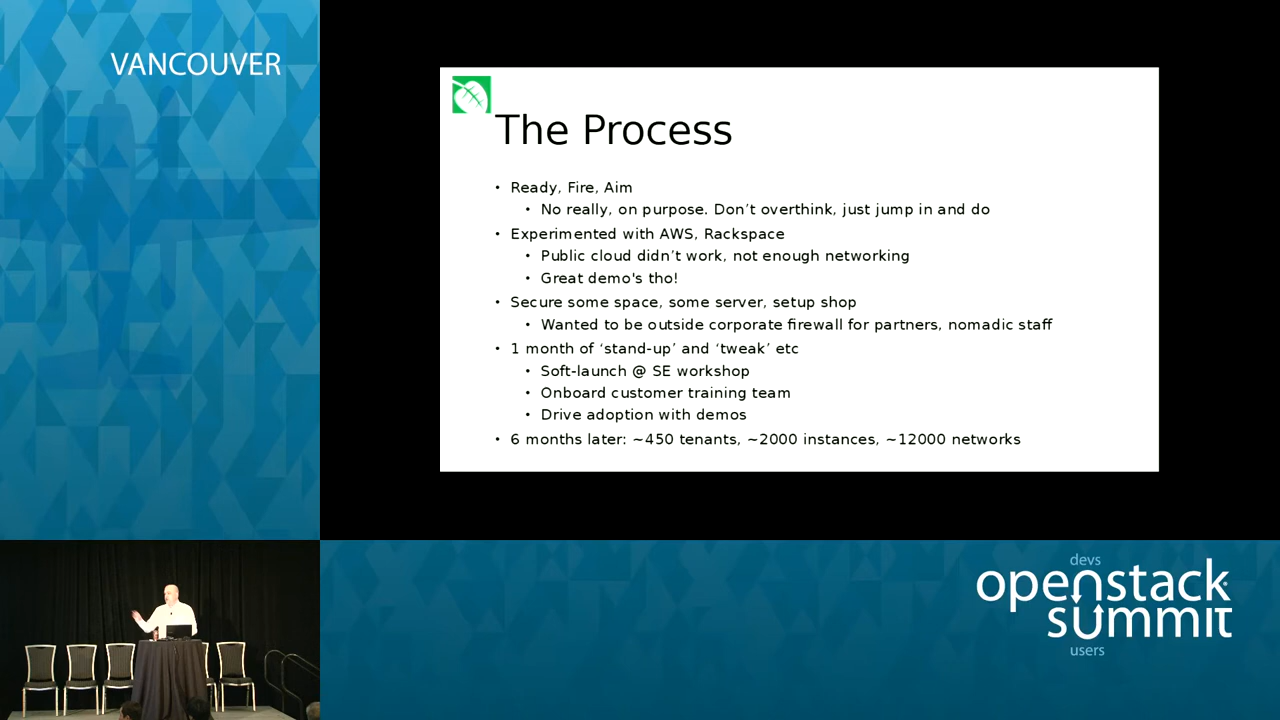 VANCOUVER
The Process
• Ready, Fire, Aim
• No really, on purpose. Don’t overthink, just jump in and do
• Experimented with AWS, Rackspace
• Public cloud didn’t work, not enough networking
• Great demo's tho!
• Secure some space, some server, setup shop
• Wanted to be outside corporate firewall for partners, nomadic staff
• 1 month of ‘stand-up’ and ‘tweak’ etc
• Soft-launch @ SE workshop
• Onboard customer training team
• Drive adoption with demos
• 6 months later: ~450 tenants, ~2000 instances, ~12000 networks
devs
openstack
summit
users